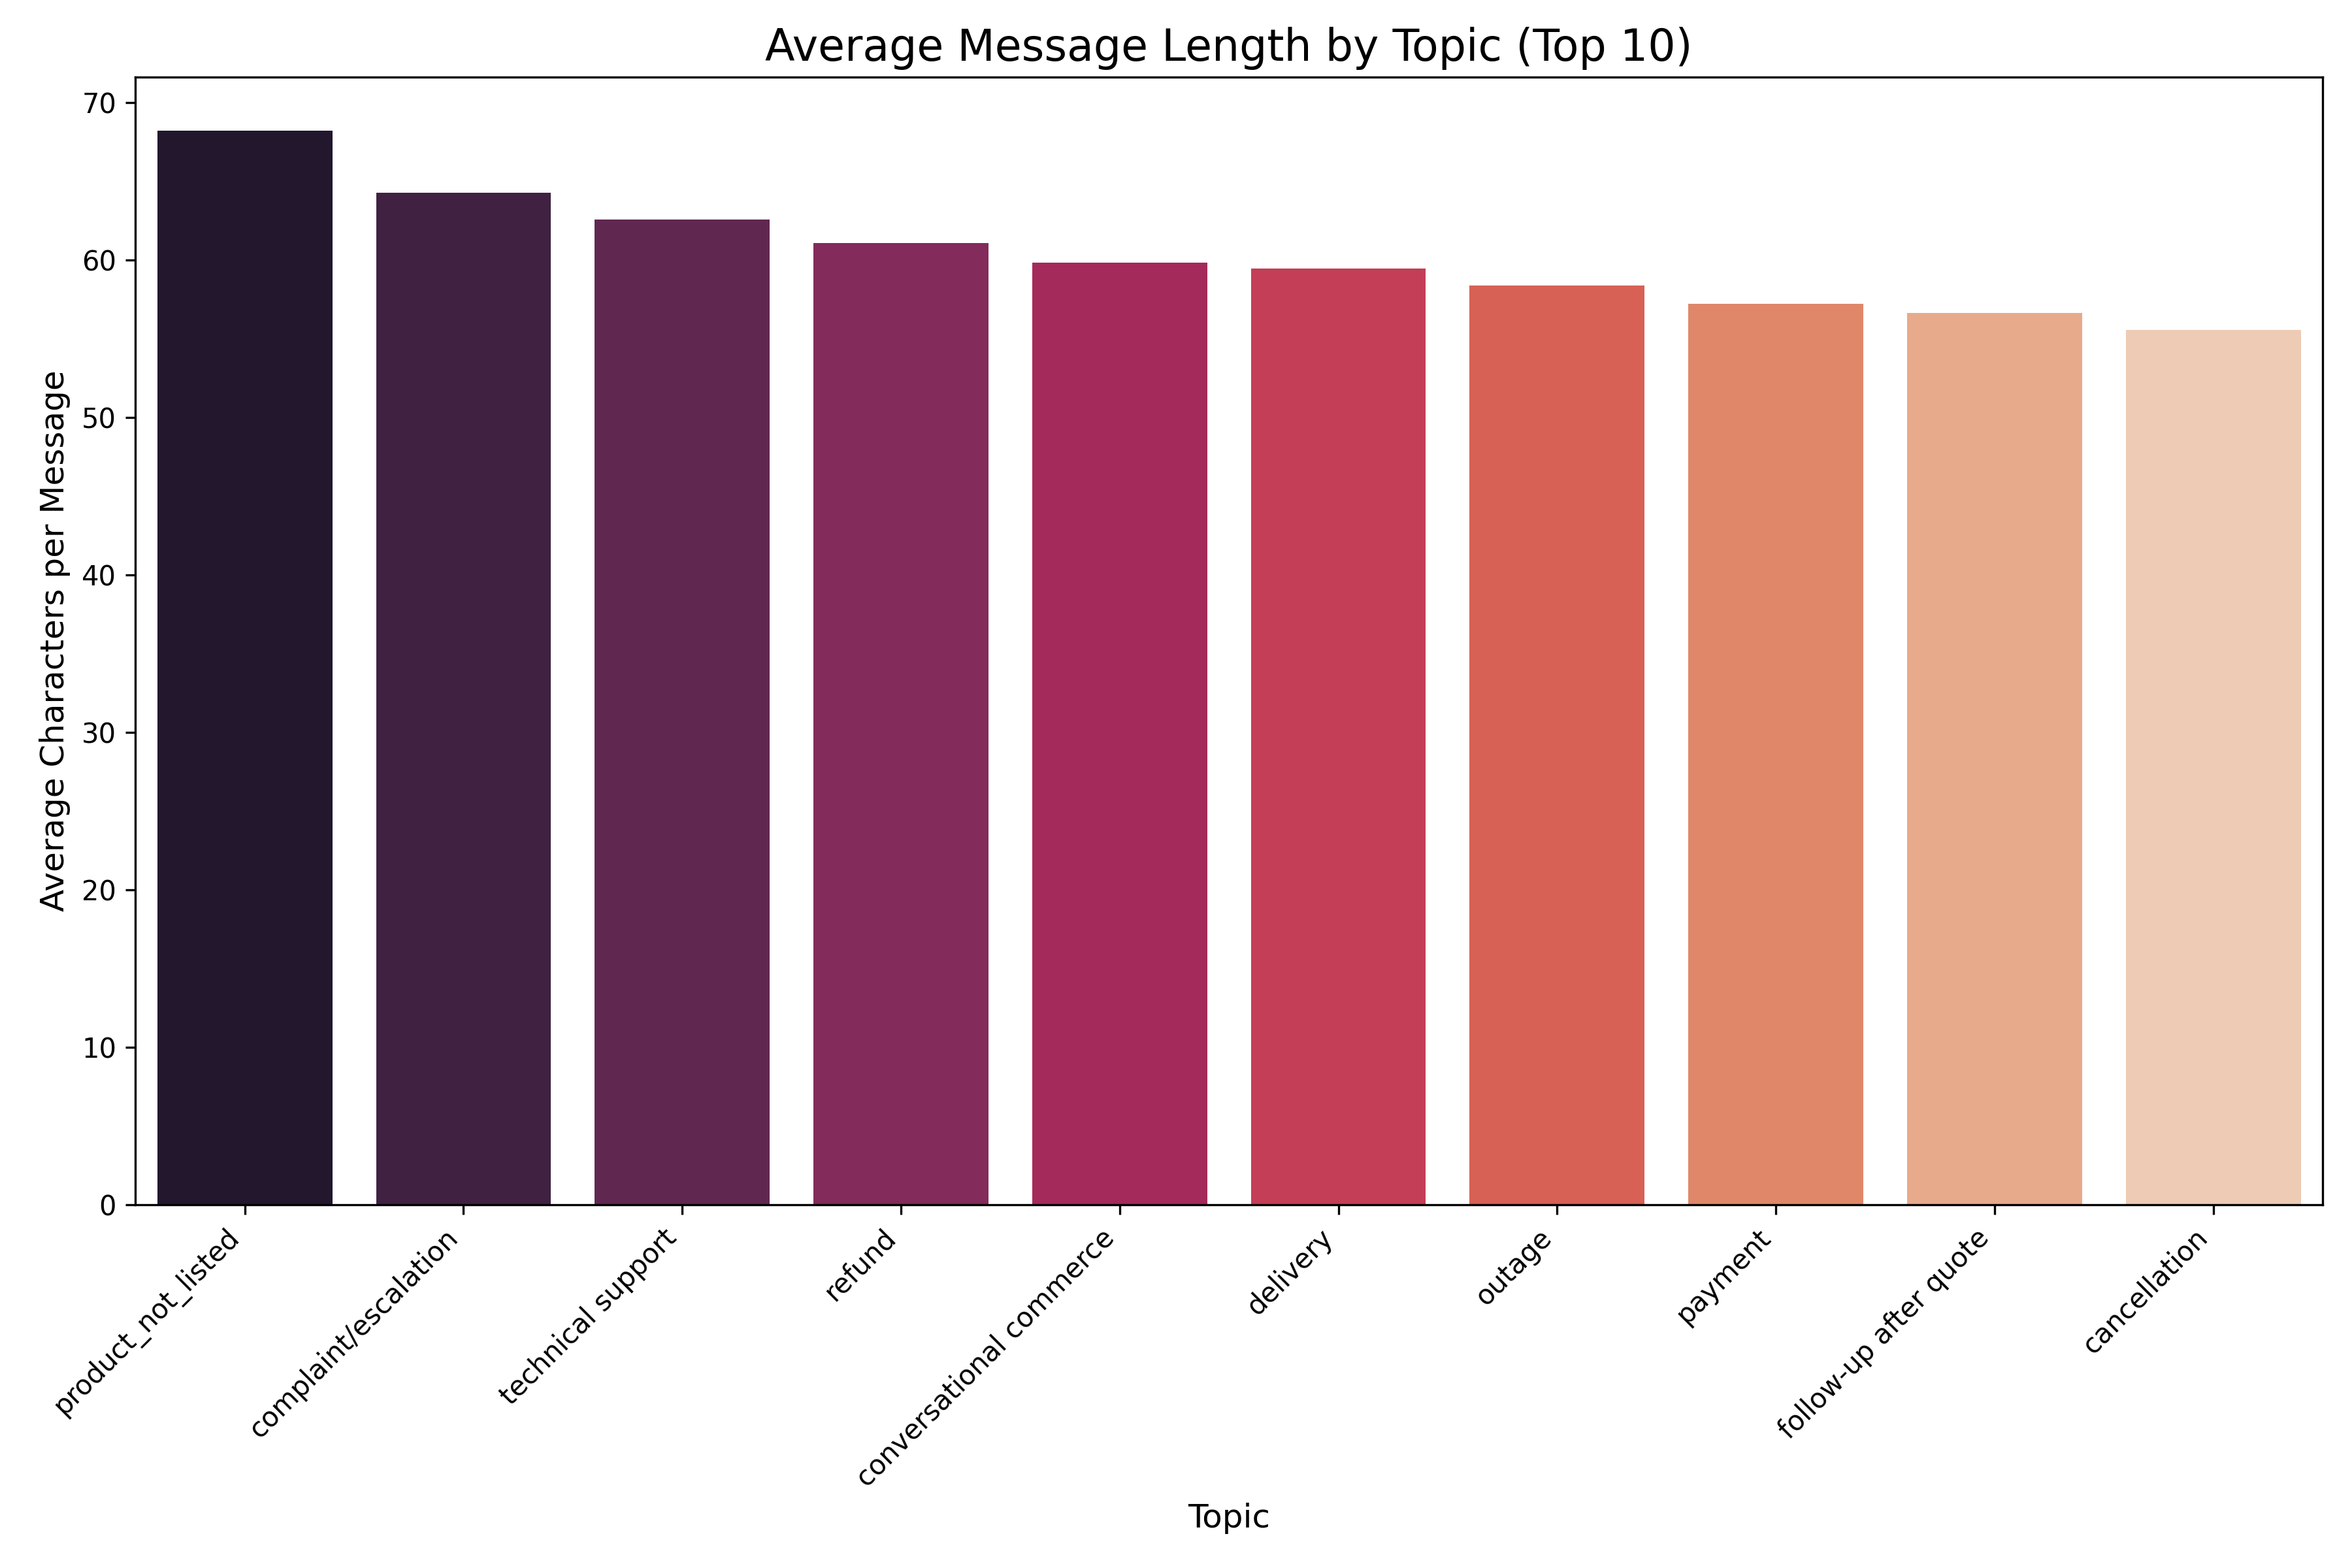 Average Message Length by Topic (Top 10)
Average Characters per Message
70
60
50
40
30
20
10
0
product_not_listed
complaint/escalation
technical support
refund
conversational commerce
delivery
outage
payment
follow-up after quote
cancellation
Topic